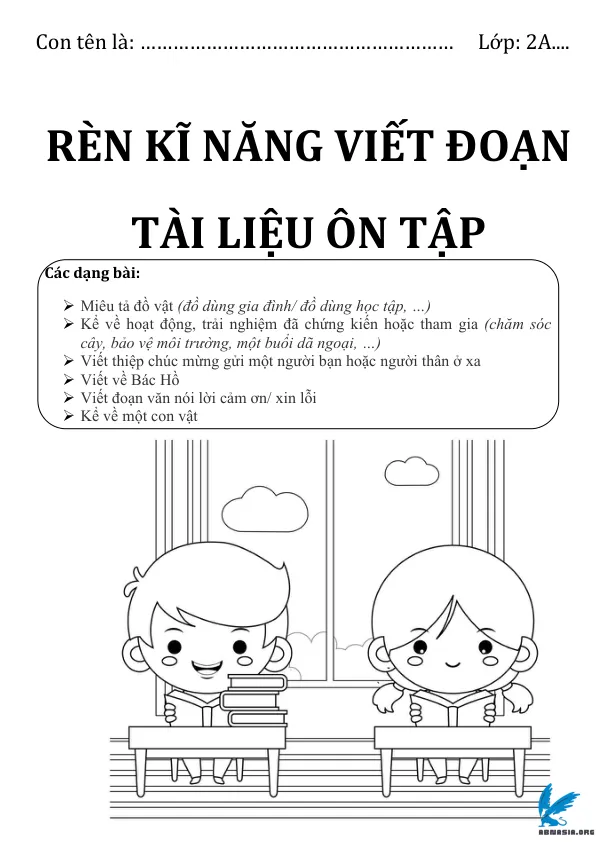 Con tên là: ………………………………………………… Lớp: 2A....
RÈN KĨ NĂNG VIẾT ĐOẠN
TÀI LIỆU ÔN TẬP
Các dạng bài:
➢ Miêu tả đồ vật (đồ dùng gia đình/ đồ dùng học tập, …)
➢ Kể về hoạt động, trải nghiệm đã chứng kiến hoặc tham gia (chăm sóc
cây, bảo vệ môi trường, một buổi dã ngoại, …)
➢ Viết thiệp chúc mừng gửi một người bạn hoặc người thân ở xa
➢ Viết về Bác Hồ
➢ Viết đoạn văn nói lời cảm ơn/ xin lỗi
➢ Kể về một con vật
ABMASIA.ORG